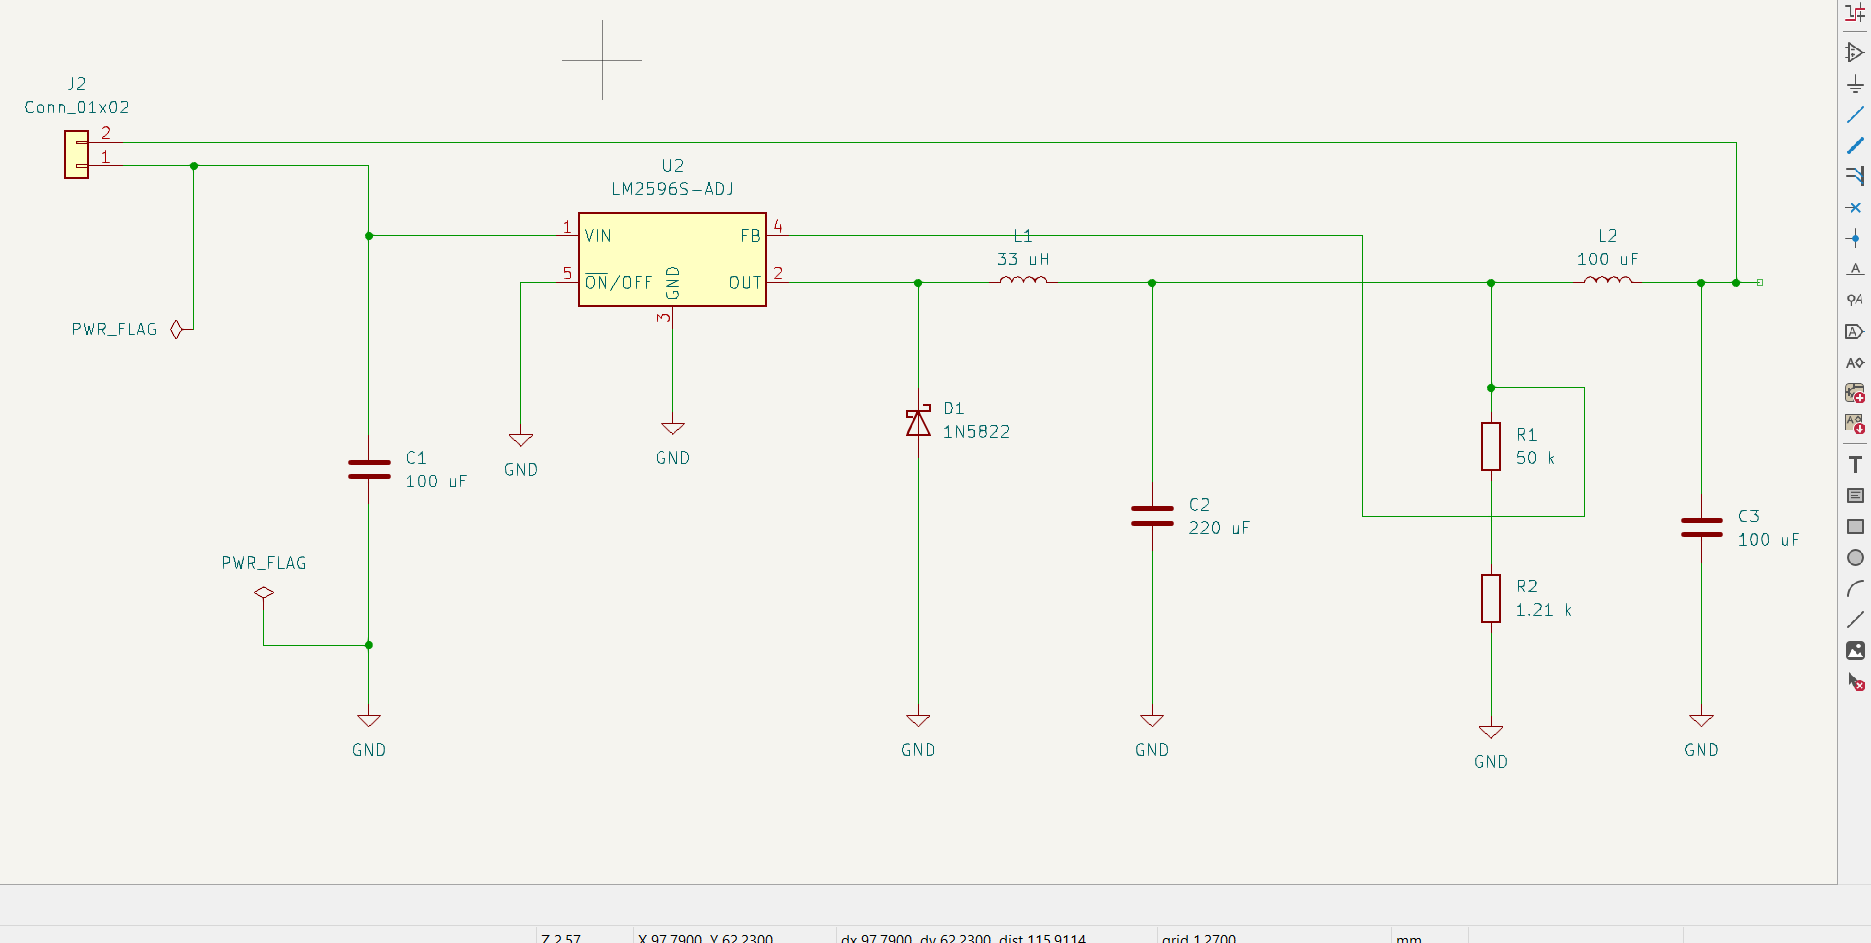 J2
Conn_01x02
2
1
U2
LM2596S-ADJ
1
VIN
FB
4
5
ON/OFF
GND
OUT
2
3
L1
33 uH
L2
100 uF
PWR_FLAG
D1
1N5822
C1
100 uF
GND
GND
R1
50 k
C2
220 uF
C3
100 uF
PWR_FLAG
R2
1.21 k
GND
GND
GND
GND
GND
A
A
A
A
T
Z 2.57
X 97.7900 Y 62.2300
dx 97.7900 dy 62.2300 dist 115.9114
grid 1.2700
mm